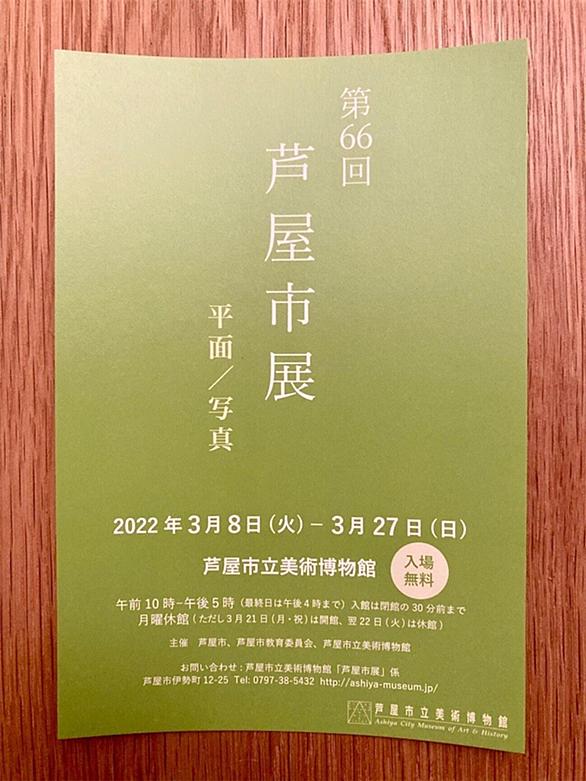 第66回
芦屋市展
平面／写真
2022年3月8日（火）－3月27日（日）
芦屋市立美術博物館
入場
無料
午前10時－午後5時（最終日は午後4時まで）入館は閉館の30分前まで
月曜休館（ただし3月21日（月・祝）は開館、翌22日（火）は休館）
主催　芦屋市、芦屋市教育委員会、芦屋市立美術博物館
お問い合わせ：芦屋市立美術博物館「芦屋市展」係
芦屋市伊勢町12-25 Tel: 0797-38-5432 http://ashiya-museum.jp/
芦屋市立美術博物館
Ashiya City Museum of Art & History